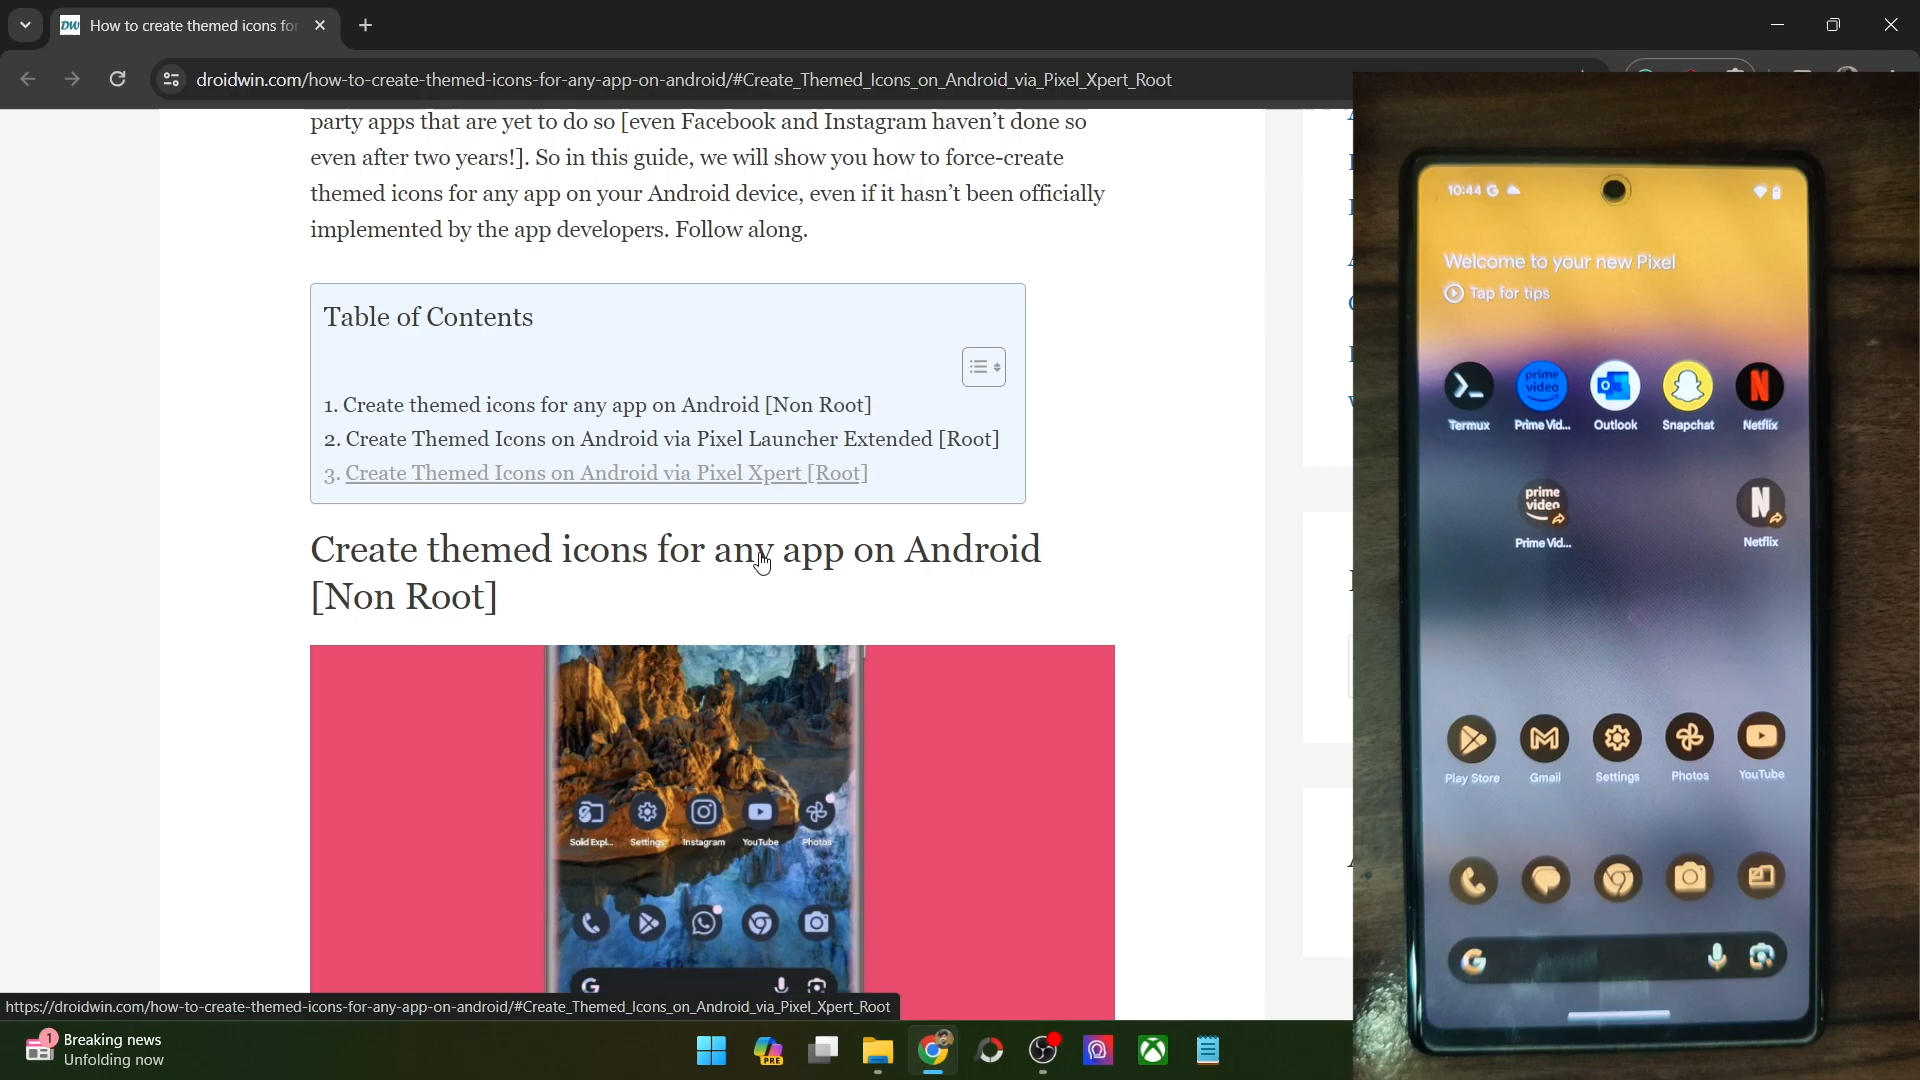 DW How to create themed icons for
droidwin.com/how-to-create-themed-icons-for-any-app-on-android/#Create_Themed_Icons_on_Android_via_Pixel_Xpert_Root
party apps that are yet to do so [even Facebook and Instagram haven't done so
even after two years!]. So in this guide, we will show you how to force-create
themed icons for any app on your Android device, even if it hasn't been officially
implemented by the app developers. Follow along.
Table of Contents
1. Create themed icons for any app on Android [Non Root]
2. Create Themed Icons on Android via Pixel Launcher Extended [Root]
3. Create Themed Icons on Android via Pixel Xpert [Root]
Create themed icons for any app on Android
[Non Root]
Solid Expl... Settings Instagram YouTube Photos
G
https://droidwin.com/how-to-create-themed-icons-for-any-app-on-android/#Create_Themed_Icons_on_Android_via_Pixel_Xpert_Root
1 Breaking news
Unfolding now
PRE
10:44 G
Welcome to your new Pixel
Tap for tips
prime video
O
N
Termux Prime Vid... Outlook Snapchat Netflix
prime video
N
Prime Vid... Netflix
Play Store Gmail Settings Photos YouTube
G